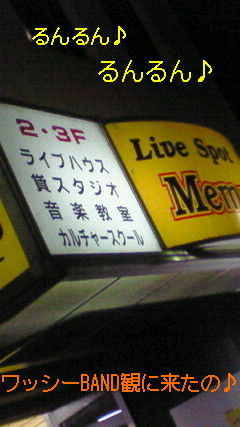 るんるん♪
るんるん♪
2・3F
ライブハウス
貸スタジオ
音楽教室
カルチャースクール
Live Spot
Mem
ワッシーBAND観に来たの♪